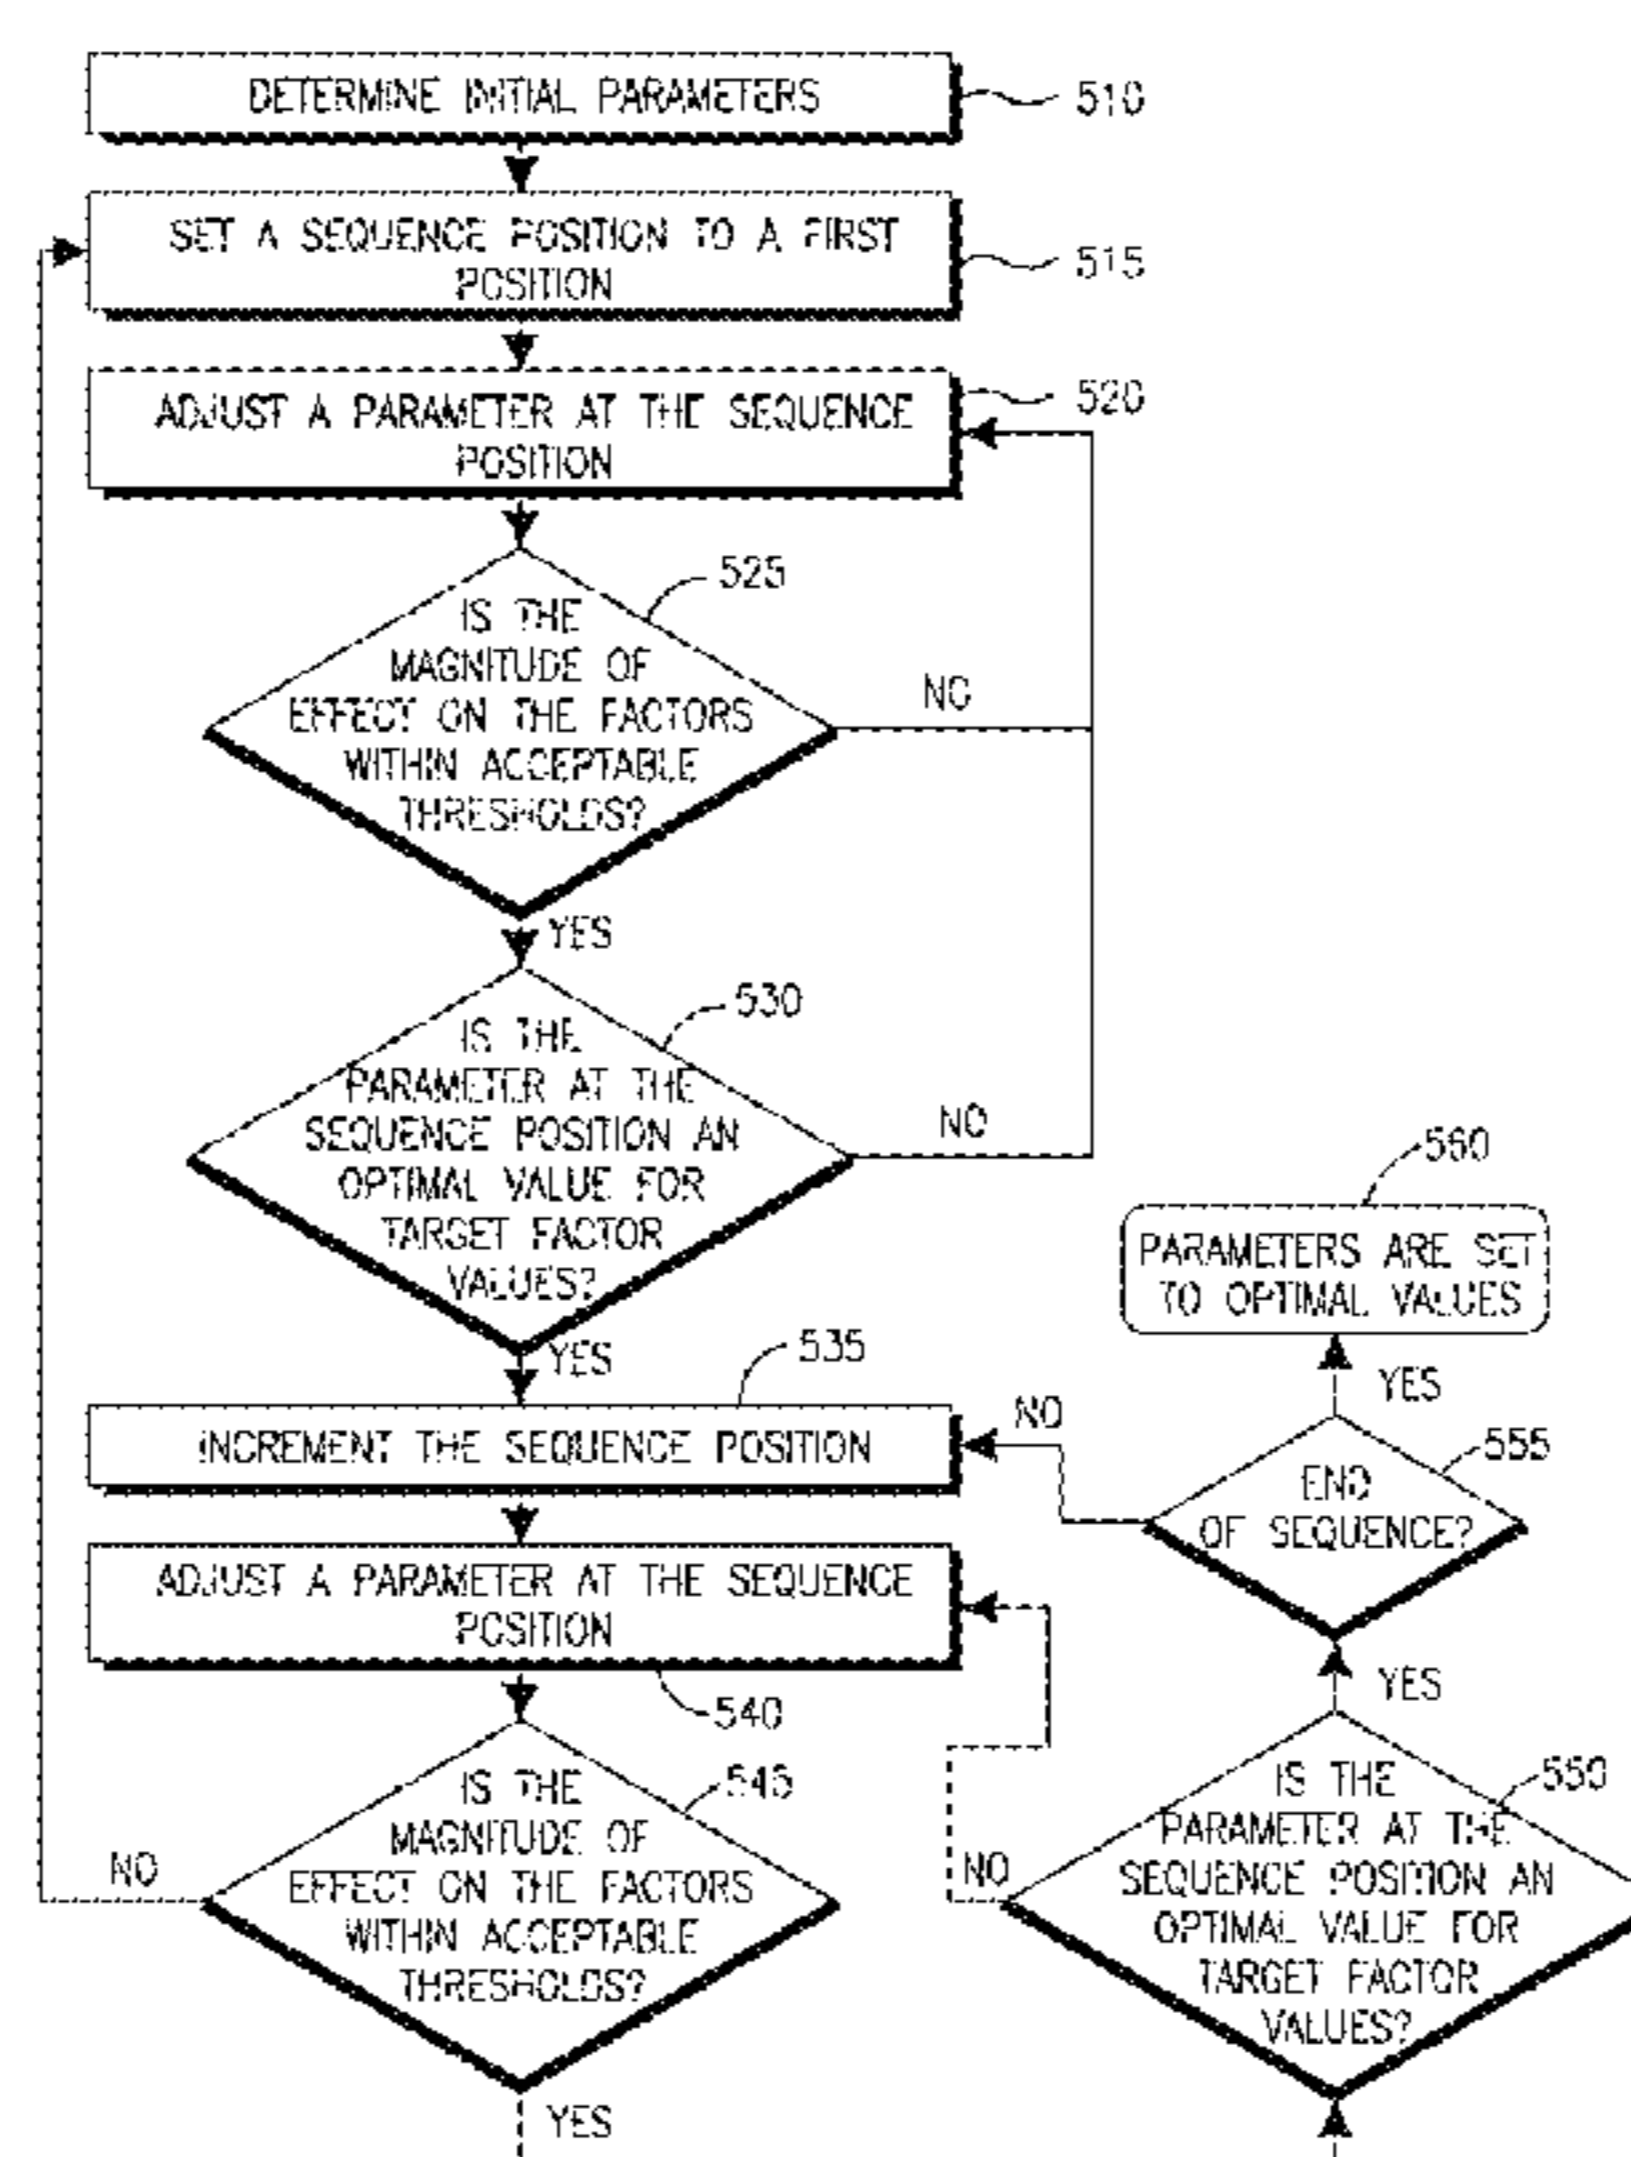 DETERMINE INITIAL PARAMETERS
510
SET A SEQUENCE POSITION TO A FIRST
POSITION
515
ADJUST A PARAMETER AT THE SEQUENCE
POSITION
520
525
IS THE
MAGNITUDE OF
EFFECT ON THE FACTORS
WITHIN ACCEPTABLE
THRESHOLDS?
NO
YES
530
IS THE
PARAMETER AT THE
SEQUENCE POSITION AN
OPTIMAL VALUE FOR
TARGET FACTOR
VALUES?
NO
YES
535
INCREMENT THE SEQUENCE POSITION
ADJUST A PARAMETER AT THE SEQUENCE
POSITION
540
545
IS THE
MAGNITUDE OF
EFFECT ON THE FACTORS
WITHIN ACCEPTABLE
THRESHOLDS?
NO
YES
560
PARAMETERS ARE SET
TO OPTIMAL VALUES
YES
NO
555
END
OF SEQUENCE?
YES
550
IS THE
PARAMETER AT THE
SEQUENCE POSITION AN
OPTIMAL VALUE FOR
TARGET FACTOR
VALUES?
NO